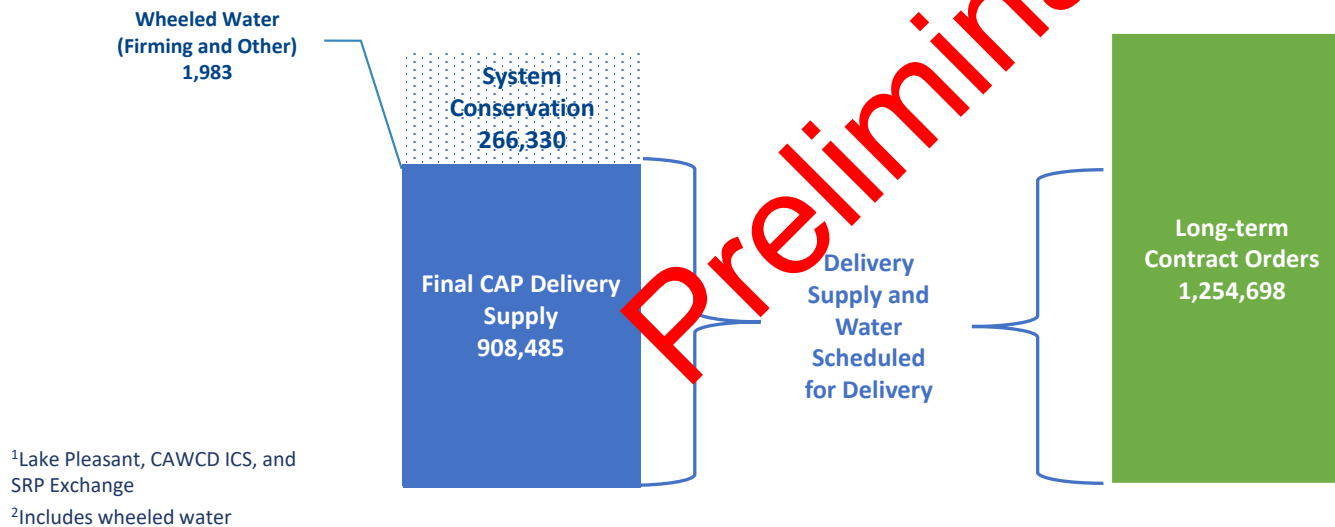 Wheeled Water
(Firming and Other)
1,983
System
Conservation
266,330
Final CAP Delivery
Supply
908,485
Delivery
Supply and
Water
Scheduled
for Delivery
Long-term
Contract Orders
1,254,698
1Lake Pleasant, CAWCD ICS, and
SRP Exchange
2Includes wheeled water